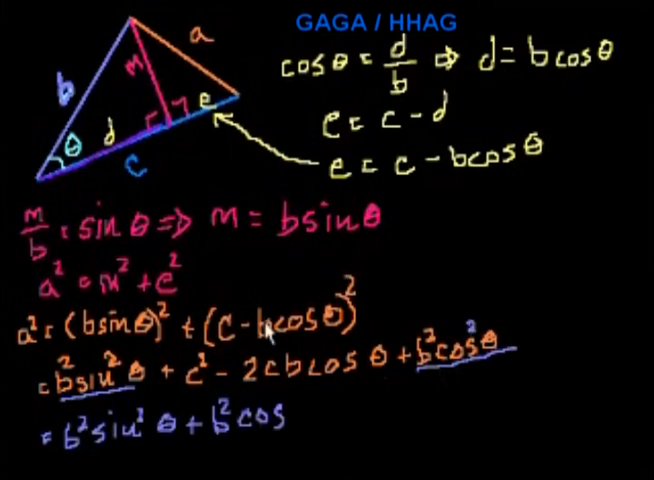 GAGA / HHAG
b
m
a
θ
d
e
c
cos θ = d/b ⇒ d = b cos θ
e = c - d
e = c - b cos θ
m/b = sin θ ⇒ m = b sin θ
a² = m² + e²
a² = (b sin θ)² + (c - b cos θ)²
= b² sin² θ + c² - 2cb cos θ + b² cos² θ
= b² sin² θ + b² cos